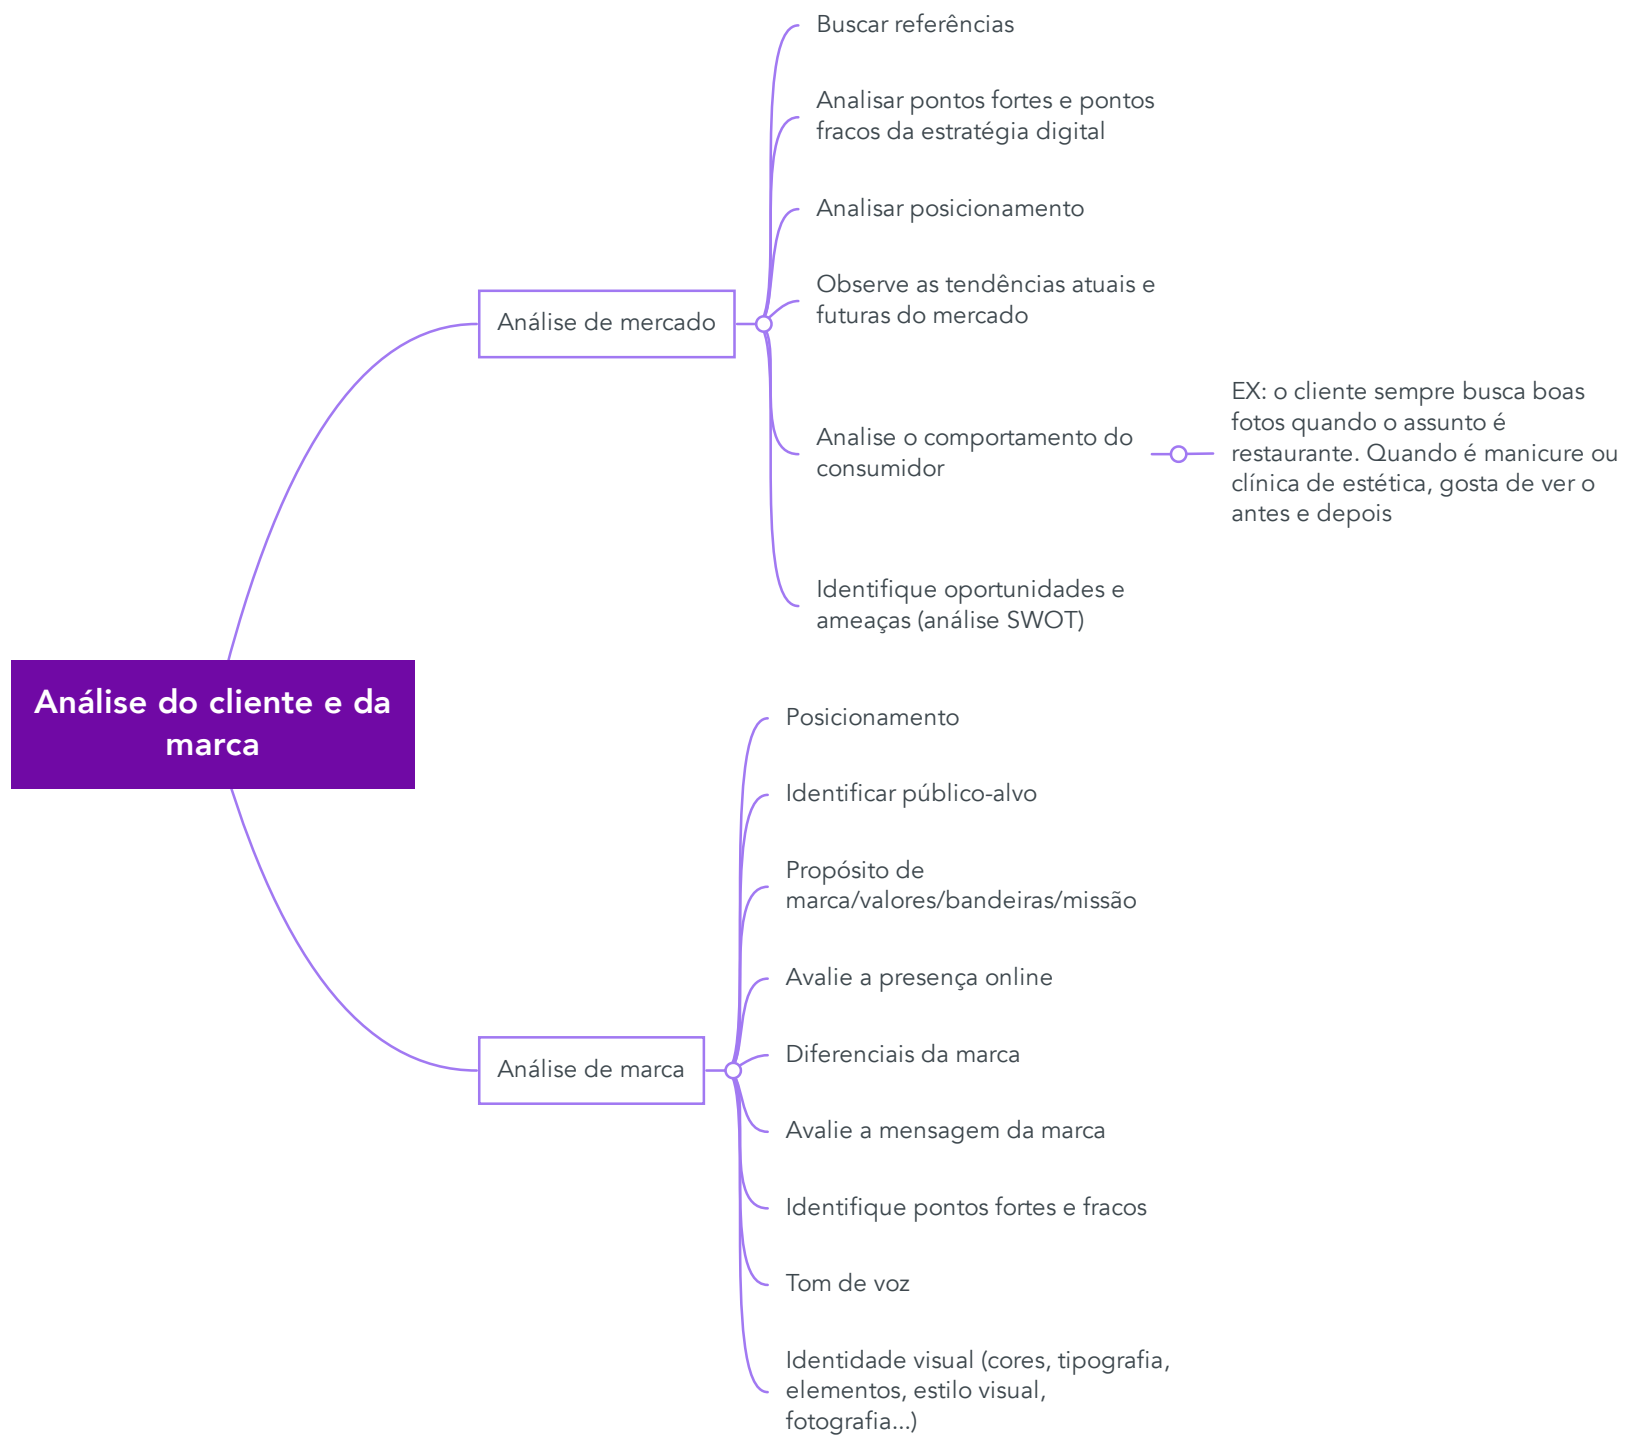 Buscar referências
Analisar pontos fortes e pontos
fracos da estratégia digital
Analisar posicionamento
Observe as tendências atuais e
futuras do mercado
Análise de mercado
Analise o comportamento do
consumidor
EX: o cliente sempre busca boas
fotos quando o assunto é
restaurante. Quando é manicure ou
clínica de estética, gosta de ver o
antes e depois
Identifique oportunidades e
ameaças (análise SWOT)
Análise do cliente e da
marca
Posicionamento
Identificar público-alvo
Propósito de
marca/valores/bandeiras/missão
Avalie a presença online
Diferenciais da marca
Análise de marca
Avalie a mensagem da marca
Identifique pontos fortes e fracos
Tom de voz
Identidade visual (cores, tipografia,
elementos, estilo visual,
fotografia...)